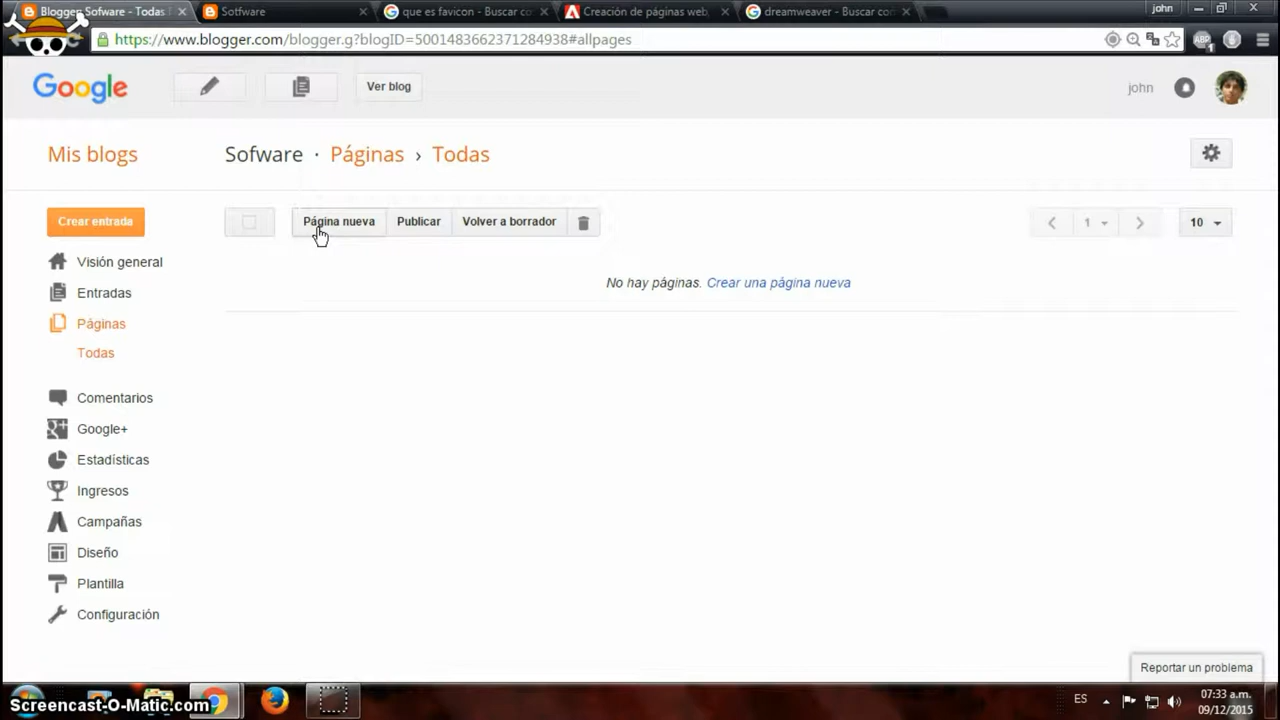 Blogger: Sofware - Todas
Sotfware
que es favicon - Buscar co
Creación de páginas web,
dreamweaver - Buscar con
john
https://www.blogger.com/blogger.g?blogID=5001483662371284938#allpages
ABP
1
Google
Ver blog
john
Mis blogs
Sofware · Páginas › Todas
Crear entrada
Página nueva
Publicar
Volver a borrador
1
10
Visión general
No hay páginas. Crear una página nueva
Entradas
Páginas
Todas
Comentarios
Google+
Estadísticas
Ingresos
Campañas
Diseño
Plantilla
Configuración
Reportar un problema
Screencast-O-Matic.com
ES
07:33 a.m.
09/12/2015